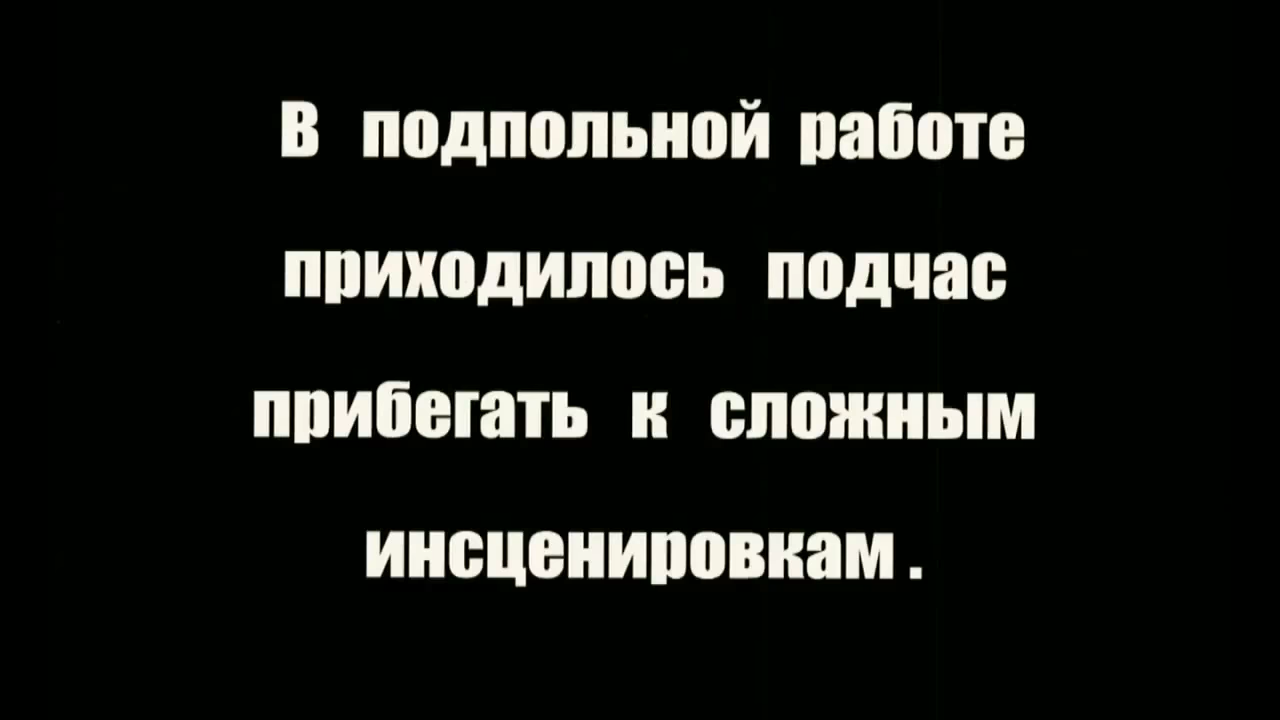 В подпольной работе
приходилось подчас
прибегать к сложным
инсценировкам.